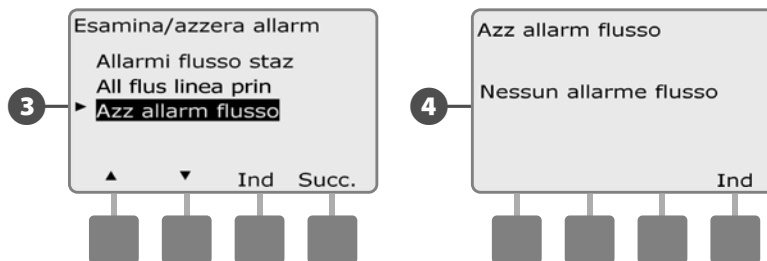 3
Esamina/azzera allarm
Allarmi flusso staz
All flus linea prin
► Azz allarm flusso
▲ ▼ Ind Succ.
4
Azz allarm flusso
Nessun allarme flusso
Ind